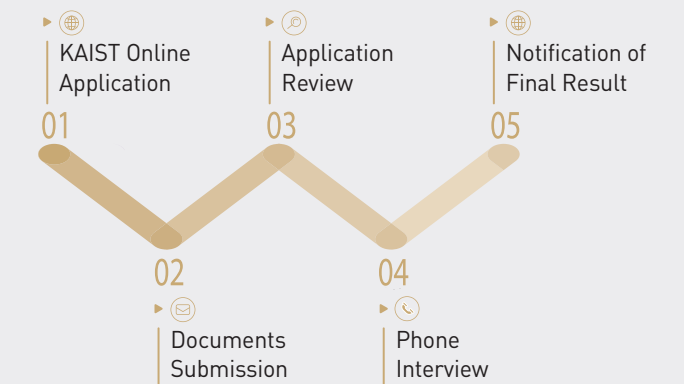 KAIST Online
Application
01
02
Documents
Submission
Application
Review
03
04
Phone
Interview
Notification of
Final Result
05